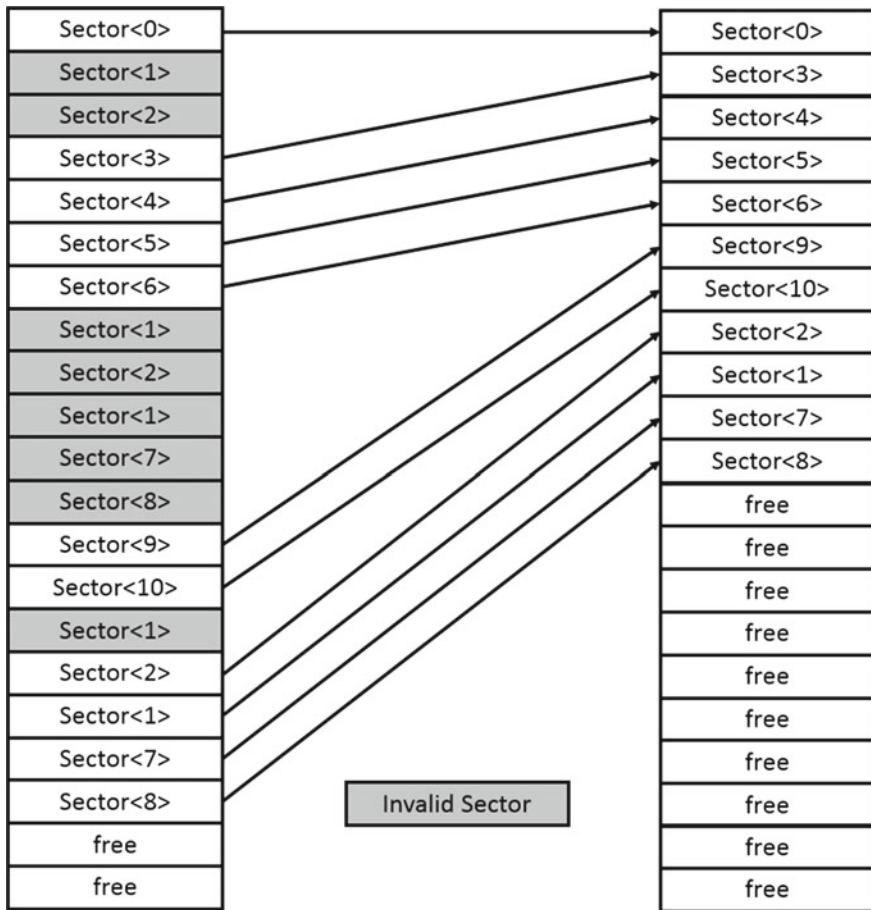 Sector<0>
Sector<1>
Sector<2>
Sector<3>
Sector<4>
Sector<5>
Sector<6>
Sector<1>
Sector<2>
Sector<1>
Sector<7>
Sector<8>
Sector<9>
Sector<10>
Sector<1>
Sector<2>
Sector<1>
Sector<7>
Sector<8>
free
free
Invalid Sector
Sector<0>
Sector<3>
Sector<4>
Sector<5>
Sector<6>
Sector<9>
Sector<10>
Sector<2>
Sector<1>
Sector<7>
Sector<8>
free
free
free
free
free
free
free
free
free
free